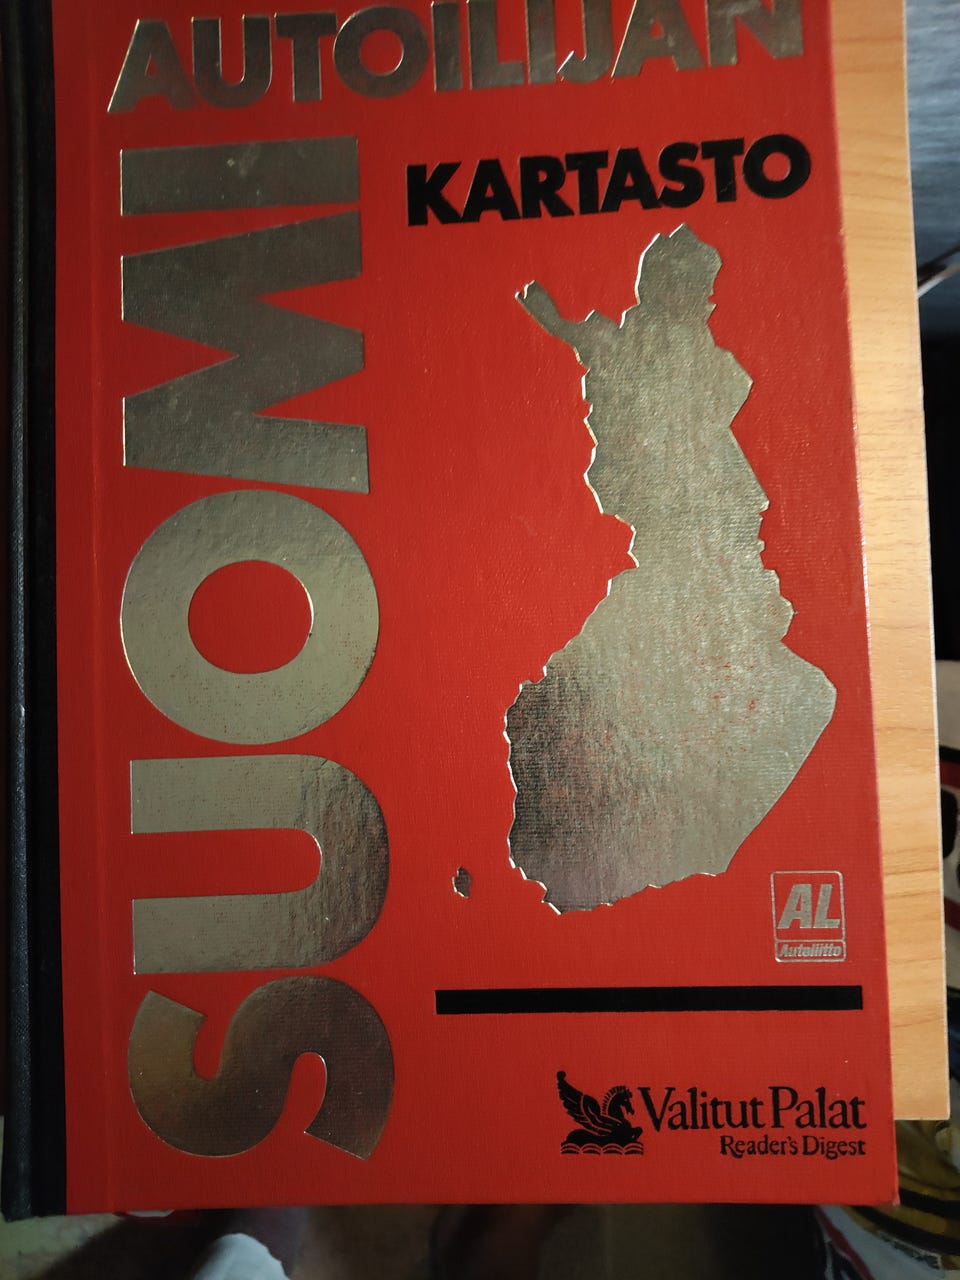 AUTOILIJAN
SUOMI
KARTASTO
AL
Autoliitto
Valitut Palat
Reader's Digest